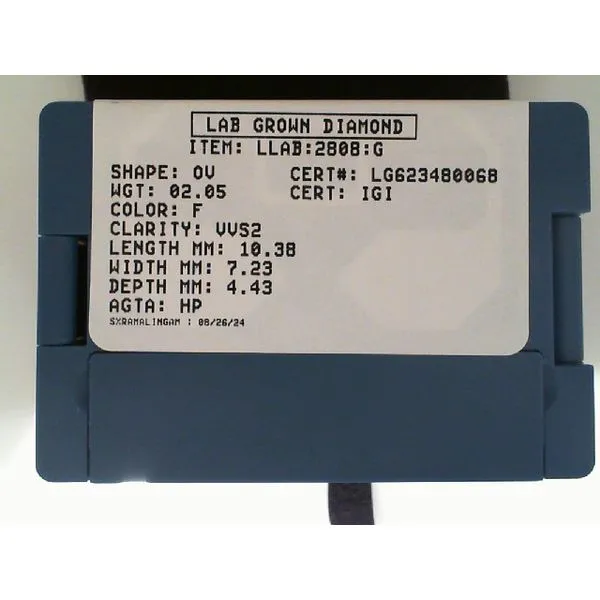 LAB GROWN DIAMOND
ITEM: LLAB:2808:G
SHAPE: OV CERT#: LG623480068
WGT: 02.05 CERT: IGI
COLOR: F
CLARITY: VVS2
LENGTH MM: 10.38
WIDTH MM: 7.23
DEPTH MM: 4.43
AGTA: HP
SXRAMALINGAM : 08/26/24